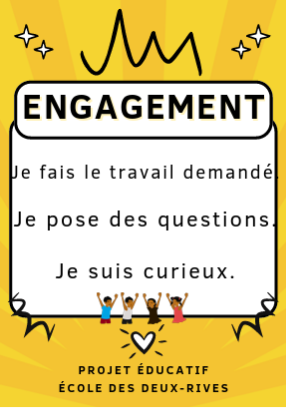 ENGAGEMENT
Je fais le travail demandé.
Je pose des questions.
Je suis curieux.
PROJET ÉDUCATIF
ÉCOLE DES DEUX-RIVES